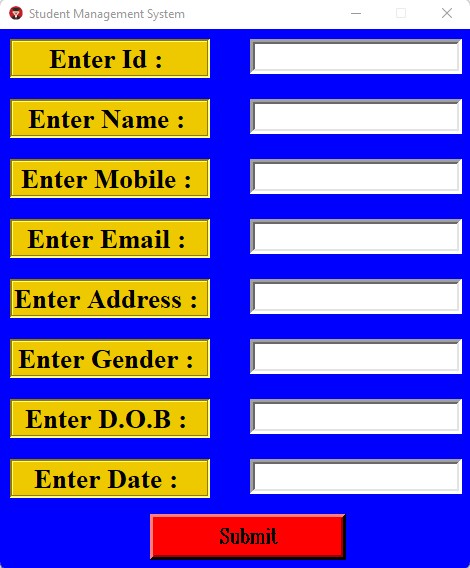 Student Management System
Enter Id :
Enter Name :
Enter Mobile :
Enter Email :
Enter Address :
Enter Gender :
Enter D.O.B :
Enter Date :
Submit